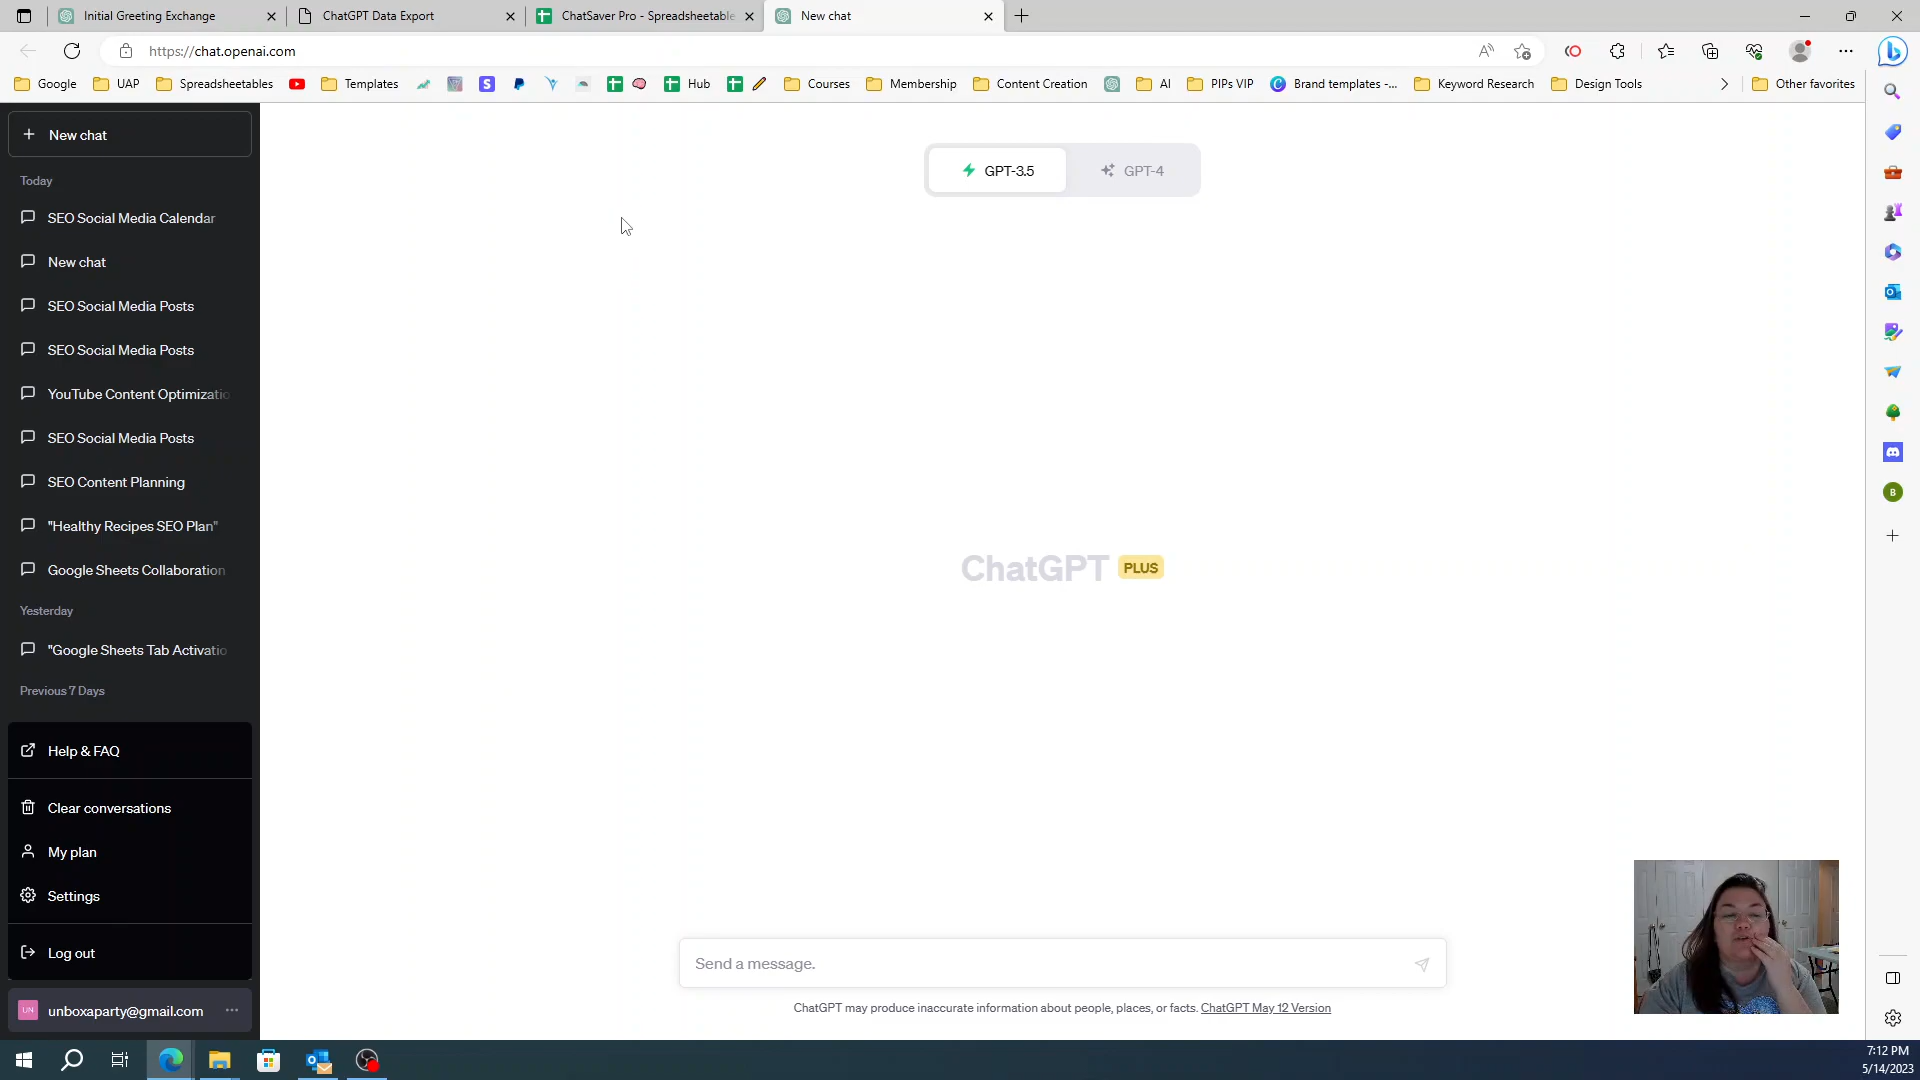 Initial Greeting Exchange
ChatGPT Data Export
ChatSaver Pro - Spreadsheetable
New chat
https://chat.openai.com
Google
UAP
Spreadsheetables
Templates
Hub
Courses
Membership
Content Creation
AI
PIPs VIP
Brand templates -...
Keyword Research
Design Tools
Other favorites
New chat
Today
SEO Social Media Calendar
New chat
SEO Social Media Posts
SEO Social Media Posts
YouTube Content Optimizatio
SEO Social Media Posts
SEO Content Planning
"Healthy Recipes SEO Plan"
Google Sheets Collaboration
Yesterday
"Google Sheets Tab Activatio
Previous 7 Days
Help & FAQ
Clear conversations
My plan
Settings
Log out
UN
unboxaparty@gmail.com
GPT-3.5
GPT-4
ChatGPT PLUS
Send a message.
ChatGPT may produce inaccurate information about people, places, or facts. ChatGPT May 12 Version
B
7:12 PM
5/14/2023